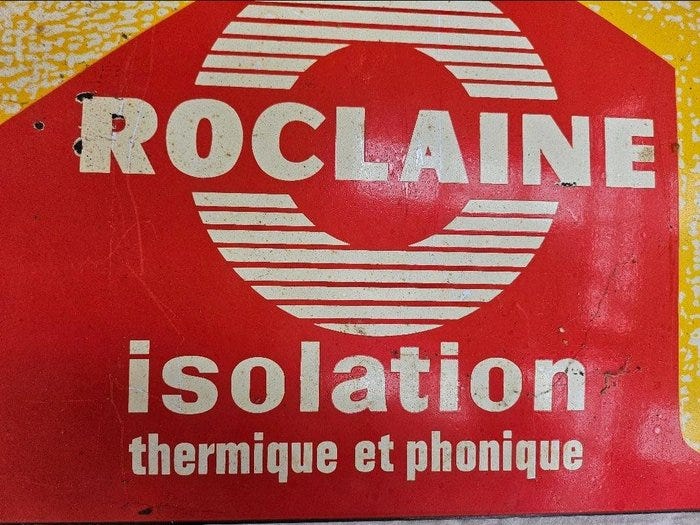 ROCLAINE
isolation
thermique et phonique